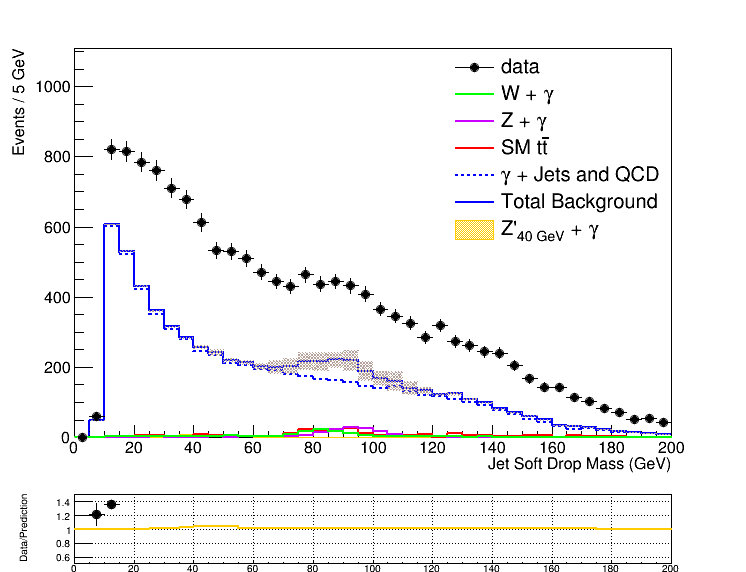 Events / 5 GeV
1000
800
600
400
200
0
data
W + γ
Z + γ
SM tt̄
γ + Jets and QCD
Total Background
Z'40 GeV + γ
0 20 40 60 80 100 120 140 160 180 200
Jet Soft Drop Mass (GeV)
Data/Prediction
1.4
1.2
1
0.8
0.6
0 20 40 60 80 100 120 140 160 180 200